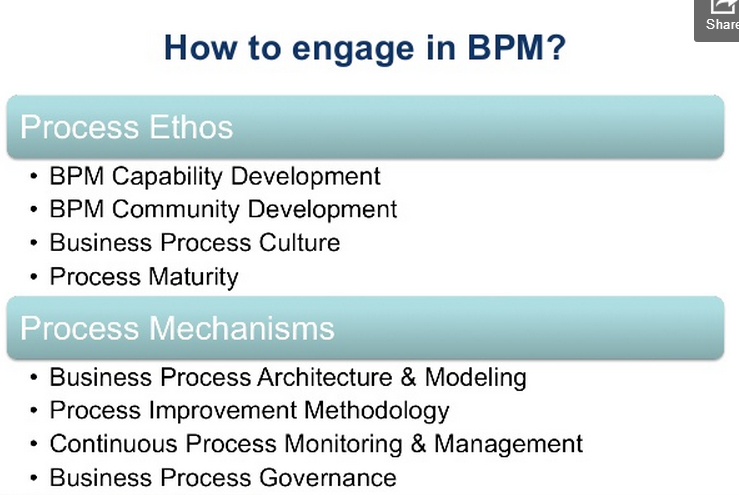 Share
How to engage in BPM?
Process Ethos
• BPM Capability Development
• BPM Community Development
• Business Process Culture
• Process Maturity
Process Mechanisms
• Business Process Architecture & Modeling
• Process Improvement Methodology
• Continuous Process Monitoring & Management
• Business Process Governance